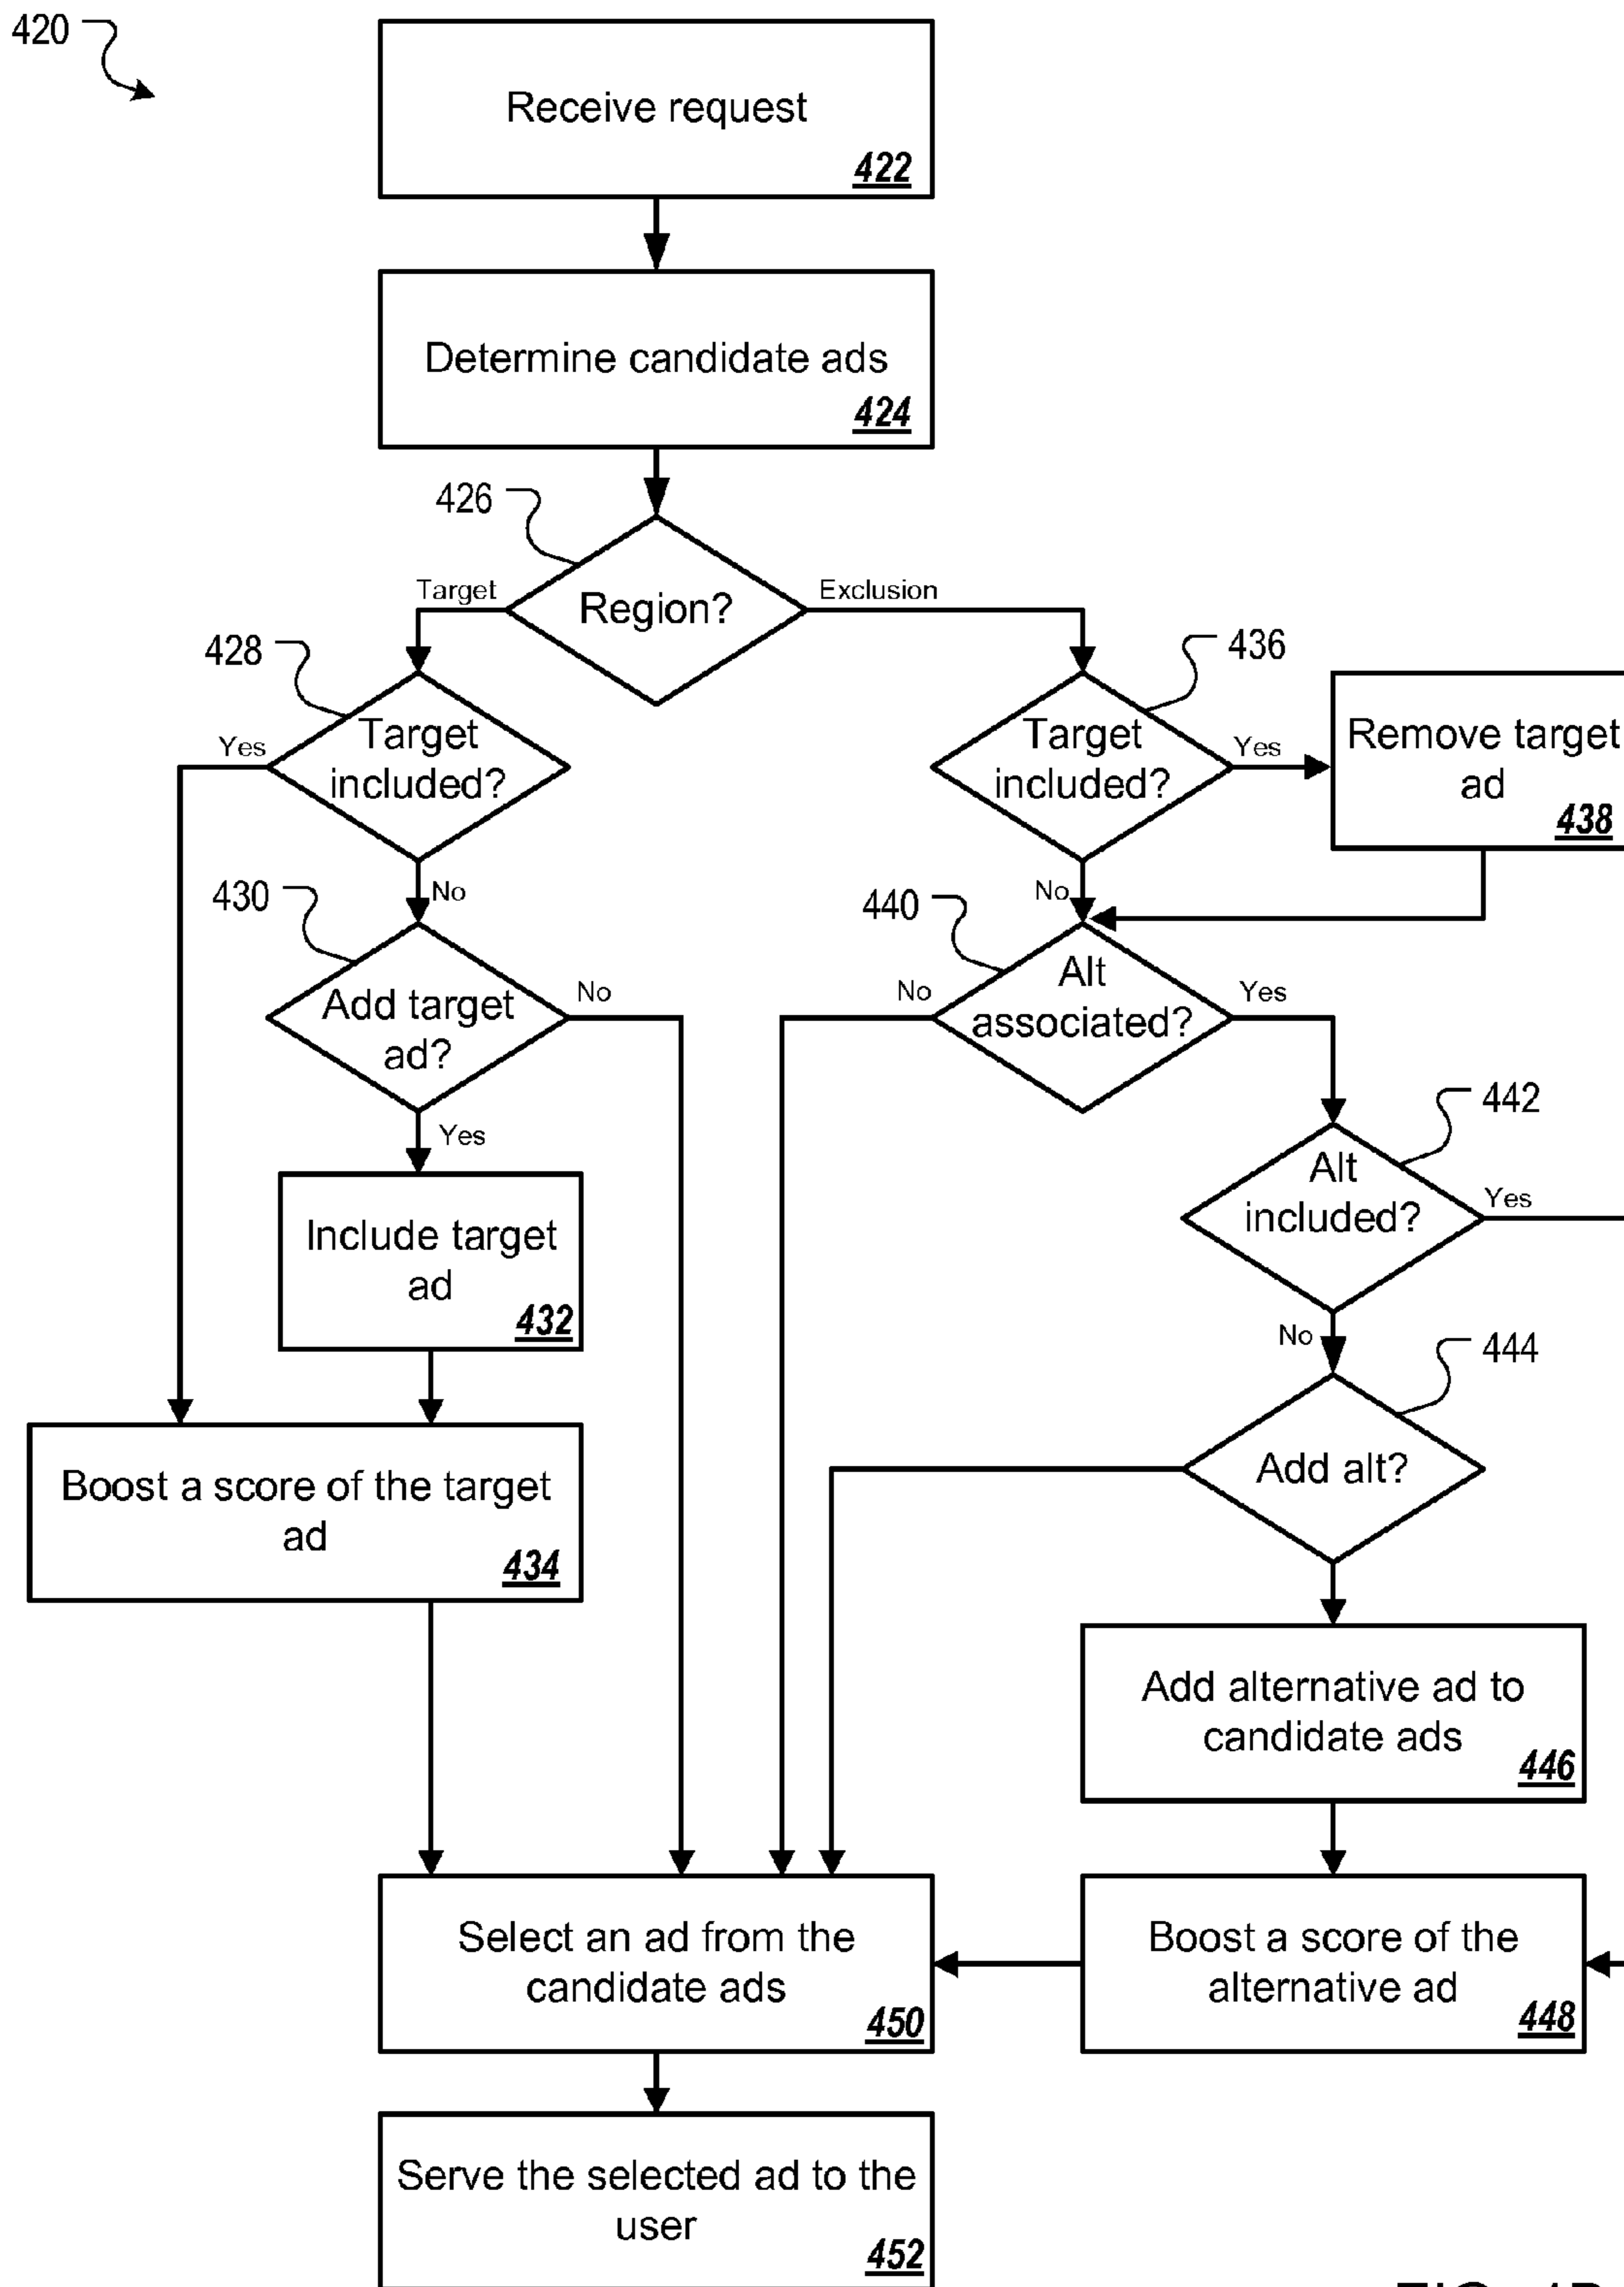 420
Receive request
422
Determine candidate ads
424
426
Target
Region?
Exclusion
428
436
Yes
Target
included?
Target
included?
Yes
Remove target
ad
438
No
No
430
440
Add target
ad?
No
No
Alt
associated?
Yes
442
Yes
Alt
included?
Yes
Include target
ad
432
No
444
Boost a score of the target
ad
434
Add alt?
Add alternative ad to
candidate ads
446
Select an ad from the
candidate ads
450
Boost a score of the
alternative ad
448
Serve the selected ad to the
user
452